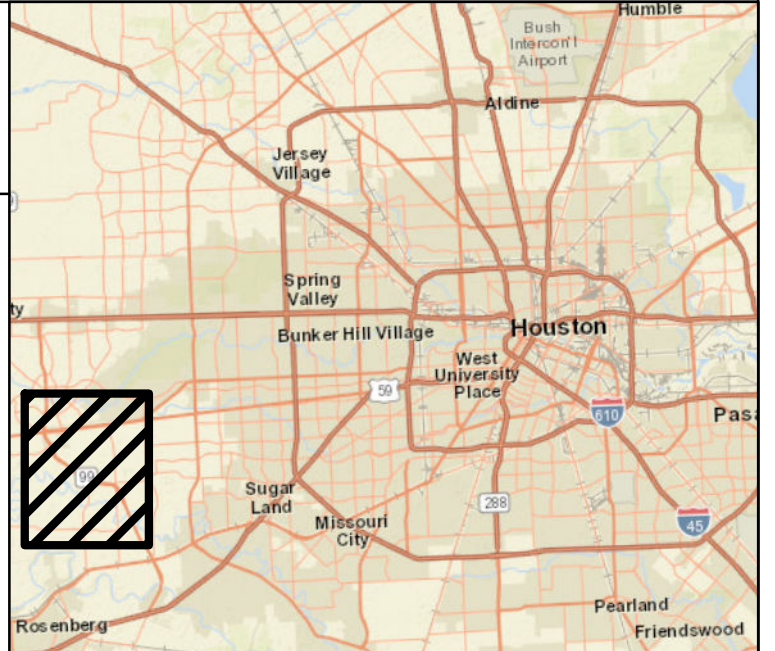 Humble
Bush
Intercon'l
Airport
Aldine
Jersey
Village
Spring
Valley
ty
Bunker Hill Village
Houston
West
University
Place
59
610
Pasa
99
Sugar
Land
288
Missouri
City
45
Pearland
Rosenberg
Friendswood